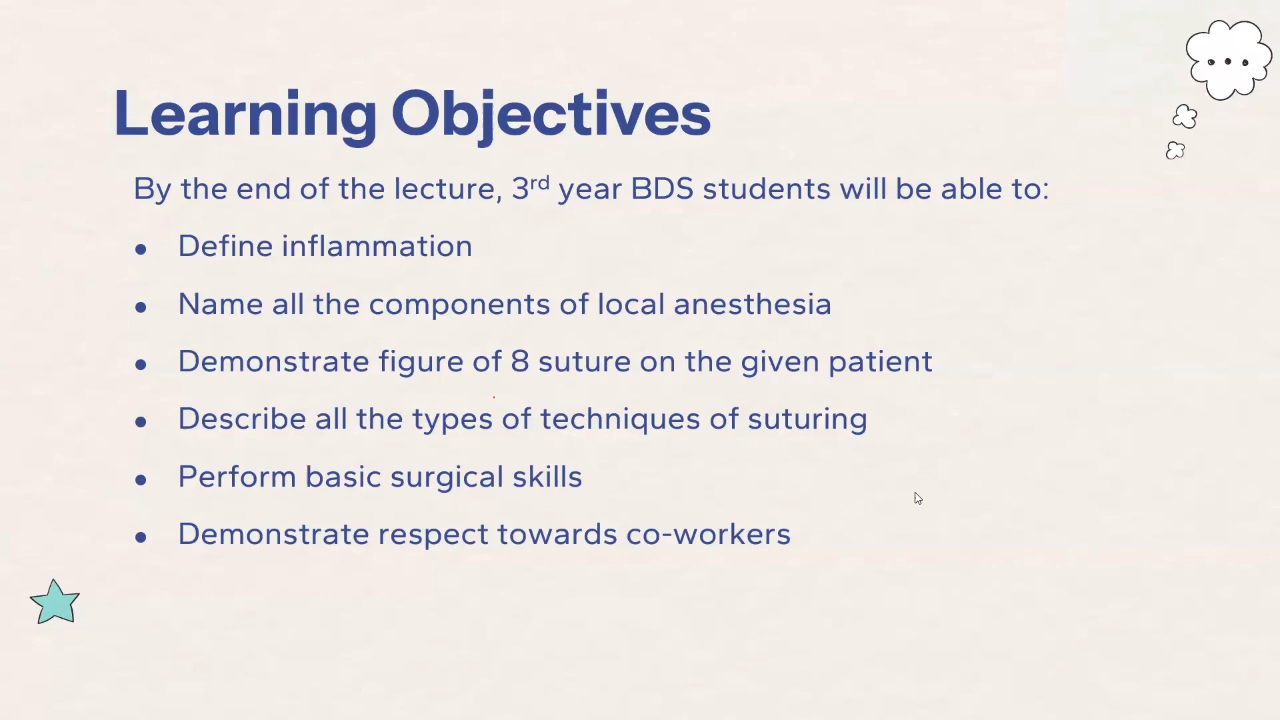 Learning Objectives
By the end of the lecture, 3rd year BDS students will be able to:
• Define inflammation
• Name all the components of local anesthesia
• Demonstrate figure of 8 suture on the given patient
• Describe all the types of techniques of suturing
• Perform basic surgical skills
• Demonstrate respect towards co-workers